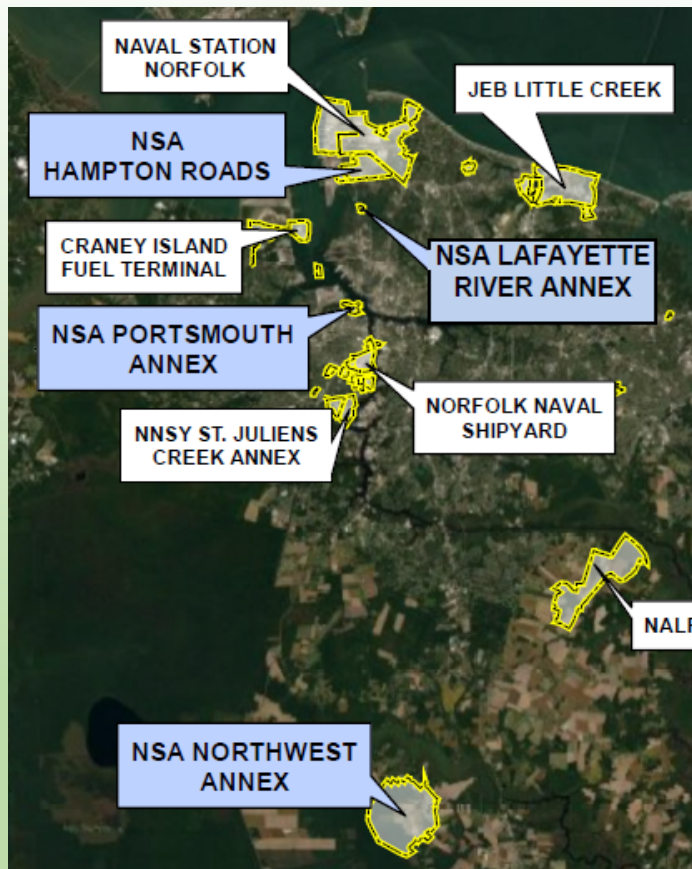 NAVAL STATION
NORFOLK
JEB LITTLE CREEK
NSA
HAMPTON ROADS
CRANEY ISLAND
FUEL TERMINAL
NSA LAFAYETTE
RIVER ANNEX
NSA PORTSMOUTH
ANNEX
NORFOLK NAVAL
SHIPYARD
NNSY ST. JULIENS
CREEK ANNEX
NALF
NSA NORTHWEST
ANNEX